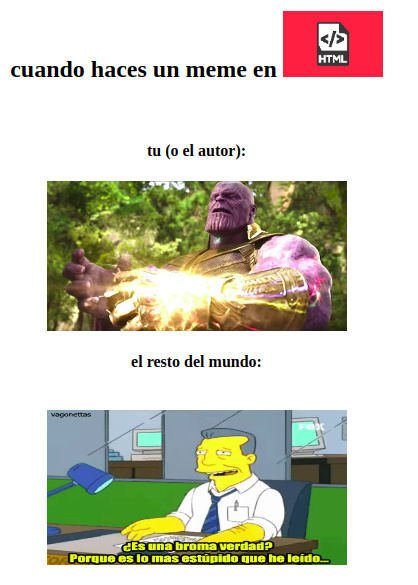 cuando haces un meme en
</>
HTML
tu (o el autor):
el resto del mundo:
vagonettas
FOX
¿Es una broma verdad?
Porque es lo mas estúpido que he leído...